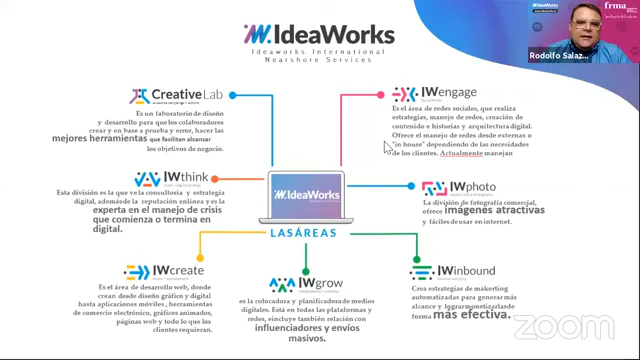 IW.IdeaWorks
Ideaworks International
Nearshore Services
IW.IdeaWorks
frma
Rodolfo Salaz...
CreativeLab
Es un laboratorio de diseño
y desarrollo para que los colaboradores
crear y en base a prueba y error, hacer las
mejores herramientas que faciliten alcanzar
los objetivos de negocio.
IWengage
Es el área de redes sociales, que realiza
estrategias, manejo de redes, creación de
contenido e historias y arquitectura digital.
Ofrece el manejo de redes desde externas o
"in house" dependiendo de las necesidades
de los clientes. Actualmente manejan
IWthink
Esta división es la que ve la consultoría y estrategia
digital, además de la reputación en línea y es la
experta en el manejo de crisis
que comienza o termina en
digital.
IW.IdeaWorks
LAS ÁREAS
IWphoto
La división de fotografía comercial,
ofrece imágenes atractivas
y fáciles de usar en internet.
IWcreate
Es el área de desarrollo web, donde
crean desde diseño gráfico y digital
hasta aplicaciones móviles, herramientas
de comercio electrónico, gráficos animados,
páginas web y todo lo que los
clientes requieran.
IWgrow
es la colocadora y planificadora de medios
digitales. Está en todas las plataformas y
redes, e incluye también relación con
influenciadores y envíos
masivos.
IWinbound
Crea estrategias de makerting
automatizadas para generar más
alcance y lograr monetizarlas de
forma más efectiva.
zoom